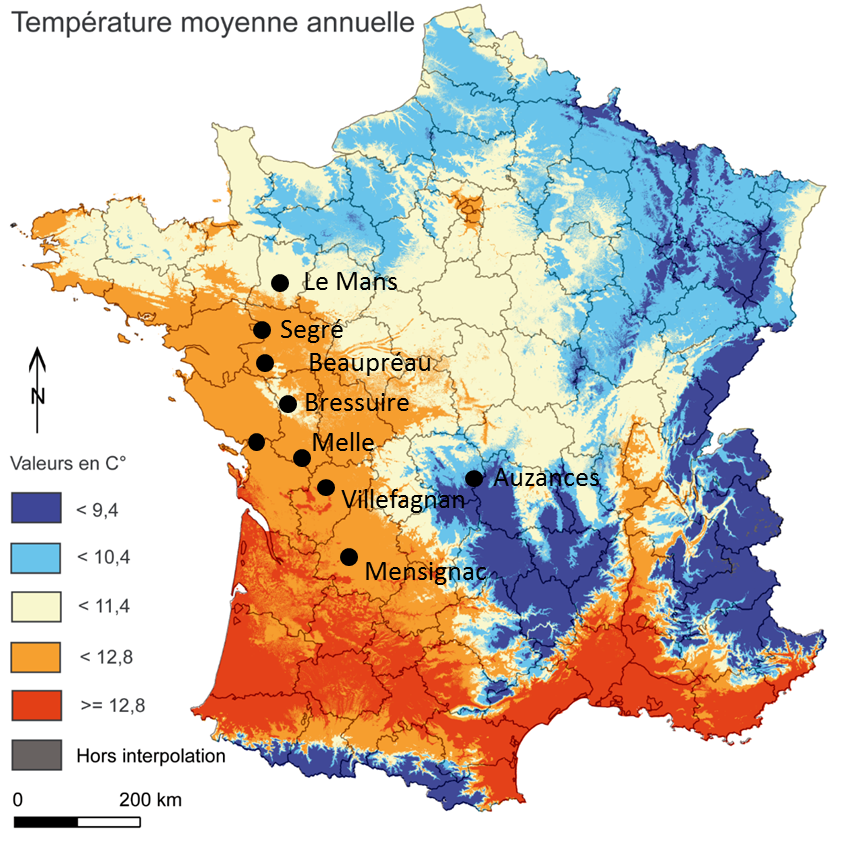 Température moyenne annuelle
Le Mans
Segré
Beaupréau
Bressuire
Melle
Auzances
Villefagnan
Mensignac
N
Valeurs en C°
< 9,4
< 10,4
< 11,4
< 12,8
>= 12,8
Hors interpolation
0 200 km